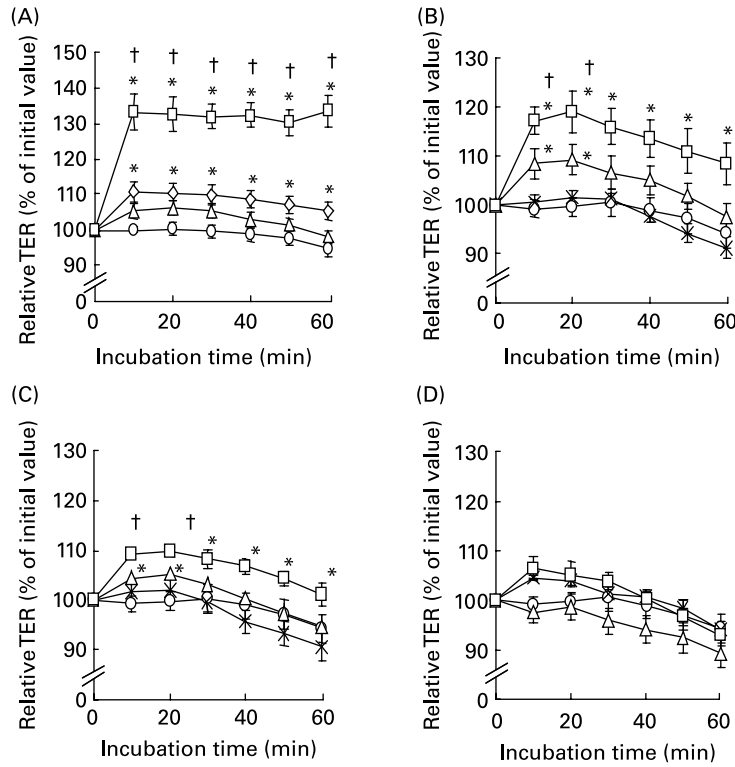 (A)
Relative TER (% of initial value)
150
140
130
120
110
100
90
0
† † † † † †
* * * * * *
* * * * * *
0 20 40 60
Incubation time (min)
(B)
Relative TER (% of initial value)
130
120
110
100
90
0
† †
* * * * * *
* *
0 20 40 60
Incubation time (min)
(C)
Relative TER (% of initial value)
130
120
110
100
90
0
† †
* * * *
* *
0 20 40 60
Incubation time (min)
(D)
Relative TER (% of initial value)
130
120
110
100
90
0
0 20 40 60
Incubation time (min)